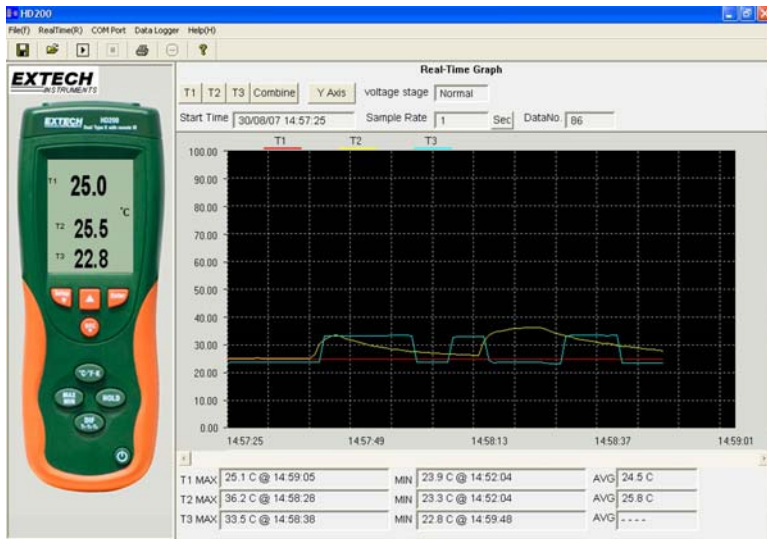 HD200
File(f) RealTime(R) COM Port Data Logger Help(H)
EXTECH
INSTRUMENTS
EXTECH HD200
T1 25.0
°C
T2 25.5
T3 22.8
Enter
°C/°F-K
MAX MIN HOLD
DIF
Real-Time Graph
T1 T2 T3 Combine Y Axis voltage stage Normal
Start Time 30/08/07 14:57:25 Sample Rate 1 Sec DataNo. 86
T1 T2 T3
100.00
90.00
80.00
70.00
60.00
50.00
40.00
30.00
20.00
10.00
0.00
14:57:25 14:57:49 14:58:13 14:58:37 14:59:01
T1 MAX 25.1 C @ 14:59:05 MIN 23.9 C @ 14:52:04 AVG 24.5 C
T2 MAX 36.2 C @ 14:58:28 MIN 23.3 C @ 14:52:04 AVG 25.8 C
T3 MAX 33.5 C @ 14:58:38 MIN 22.8 C @ 14:59:48 AVG ----